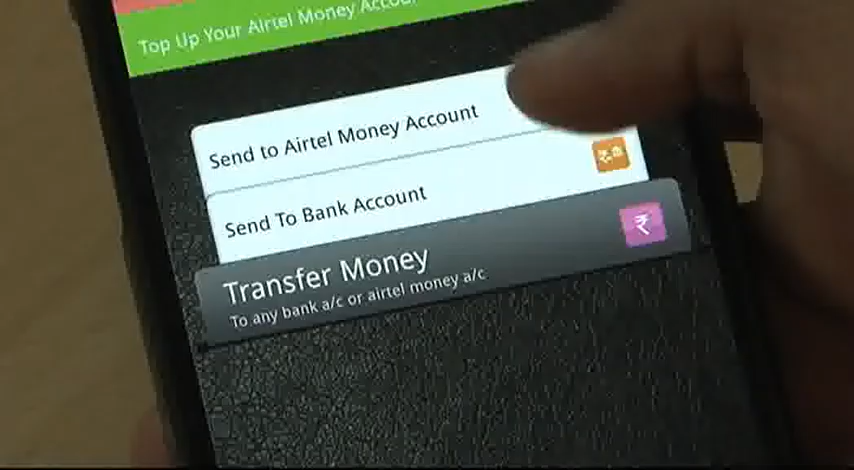 Top Up Your Airtel Money Accou
Send to Airtel Money Account
Send To Bank Account
₹
Transfer Money
To any bank a/c or airtel money a/c